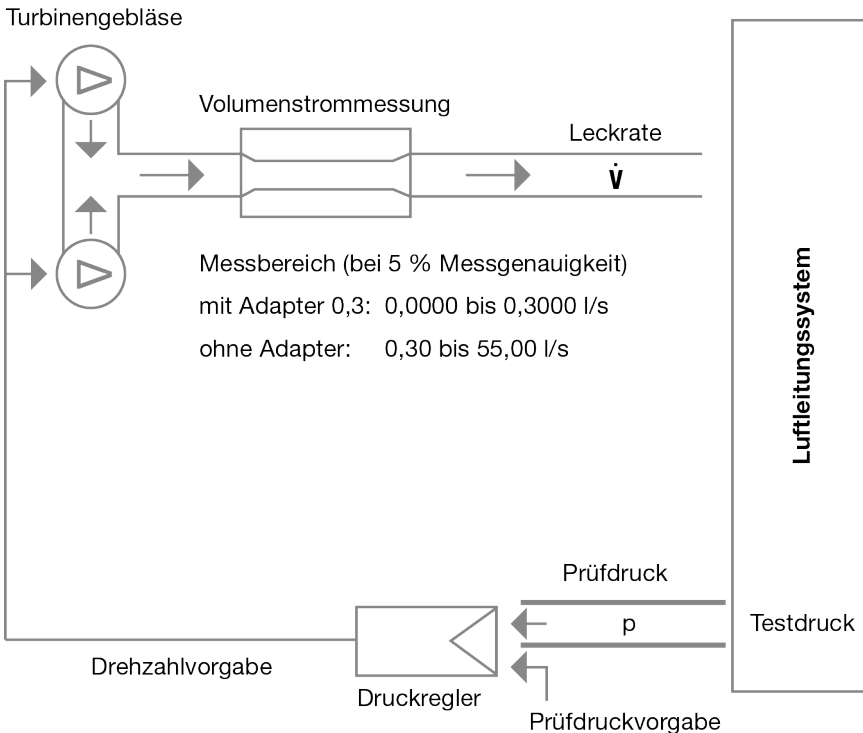 Turbinengebläse
Volumenstrommessung
Leckrate
V̇
Messbereich (bei 5 % Messgenauigkeit)
mit Adapter 0,3: 0,0000 bis 0,3000 l/s
ohne Adapter: 0,30 bis 55,00 l/s
Luftleitungssystem
Prüfdruck
p
Testdruck
Drehzahlvorgabe
Druckregler
Prüfdruckvorgabe